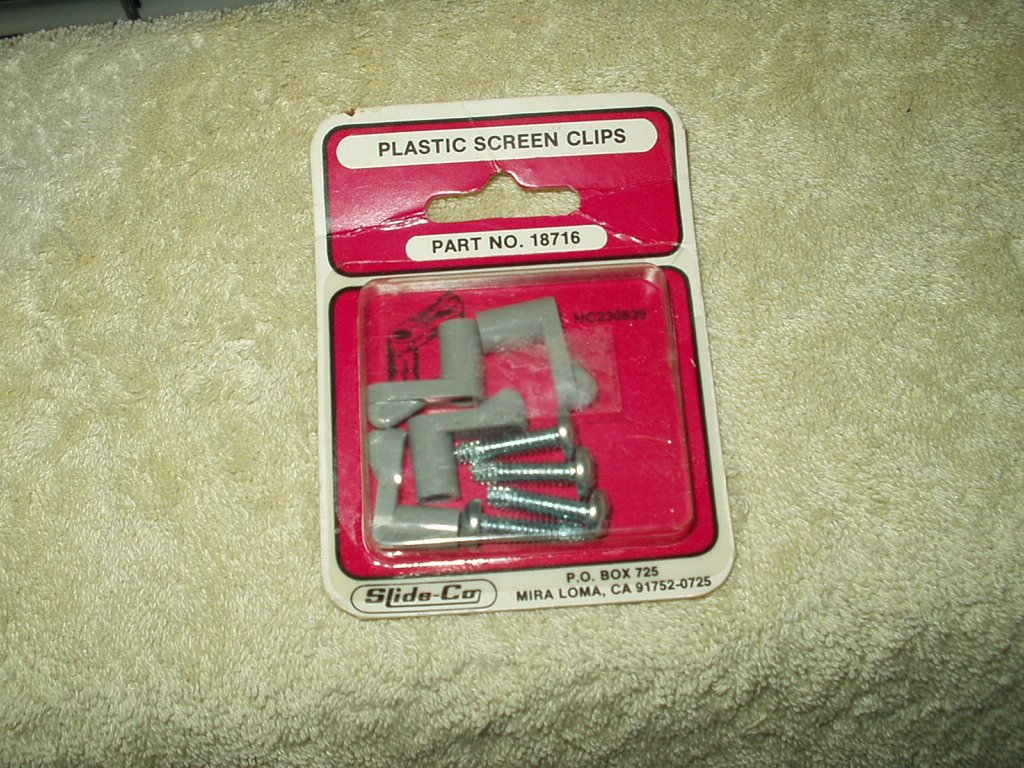 PLASTIC SCREEN CLIPS
PART NO. 18716
HC230839
Slide-Co
P.O. BOX 725
MIRA LOMA, CA 91752-0725